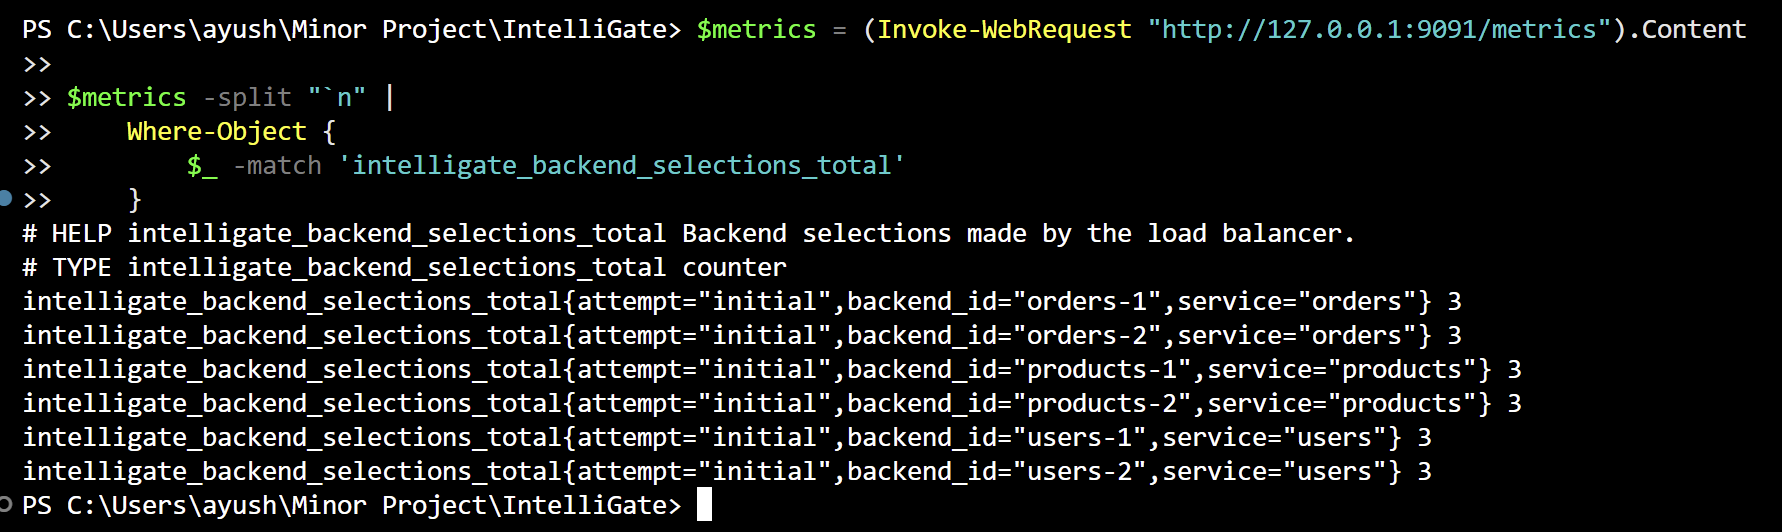 PS C:\Users\ayush\Minor Project\IntelliGate> $metrics = (Invoke-WebRequest "http://127.0.0.1:9091/metrics").Content
>>
>> $metrics -split "`n" |
>>     Where-Object {
>>         $_ -match 'intelligate_backend_selections_total'
>>     }
# HELP intelligate_backend_selections_total Backend selections made by the load balancer.
# TYPE intelligate_backend_selections_total counter
intelligate_backend_selections_total{attempt="initial",backend_id="orders-1",service="orders"} 3
intelligate_backend_selections_total{attempt="initial",backend_id="orders-2",service="orders"} 3
intelligate_backend_selections_total{attempt="initial",backend_id="products-1",service="products"} 3
intelligate_backend_selections_total{attempt="initial",backend_id="products-2",service="products"} 3
intelligate_backend_selections_total{attempt="initial",backend_id="users-1",service="users"} 3
intelligate_backend_selections_total{attempt="initial",backend_id="users-2",service="users"} 3
PS C:\Users\ayush\Minor Project\IntelliGate>